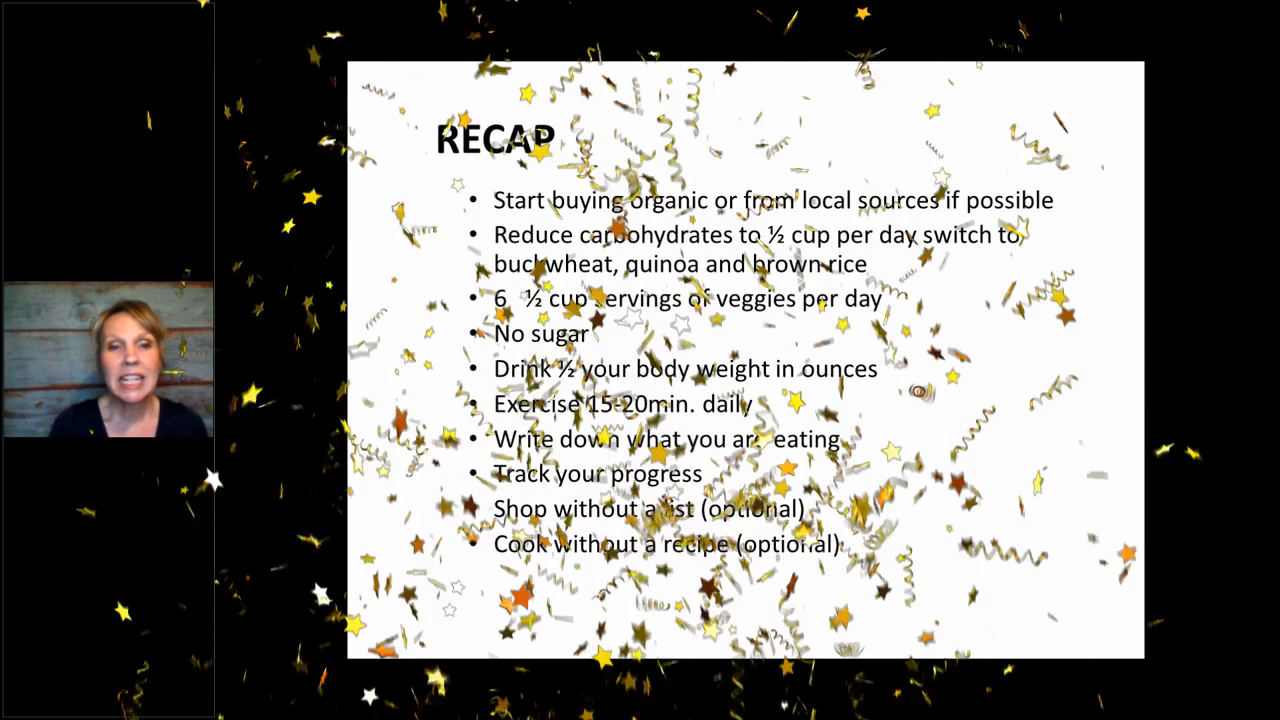 RECAP
• Start buying organic or from local sources if possible
• Reduce carbohydrates to ½ cup per day switch to
buckwheat, quinoa and brown rice
• 6 ½ cup servings of veggies per day
• No sugar
• Drink ½ your body weight in ounces
• Exercise 15-20min. daily
• Write down what you are eating
• Track your progress
Shop without a list (optional)
• Cook without a recipe (optional)